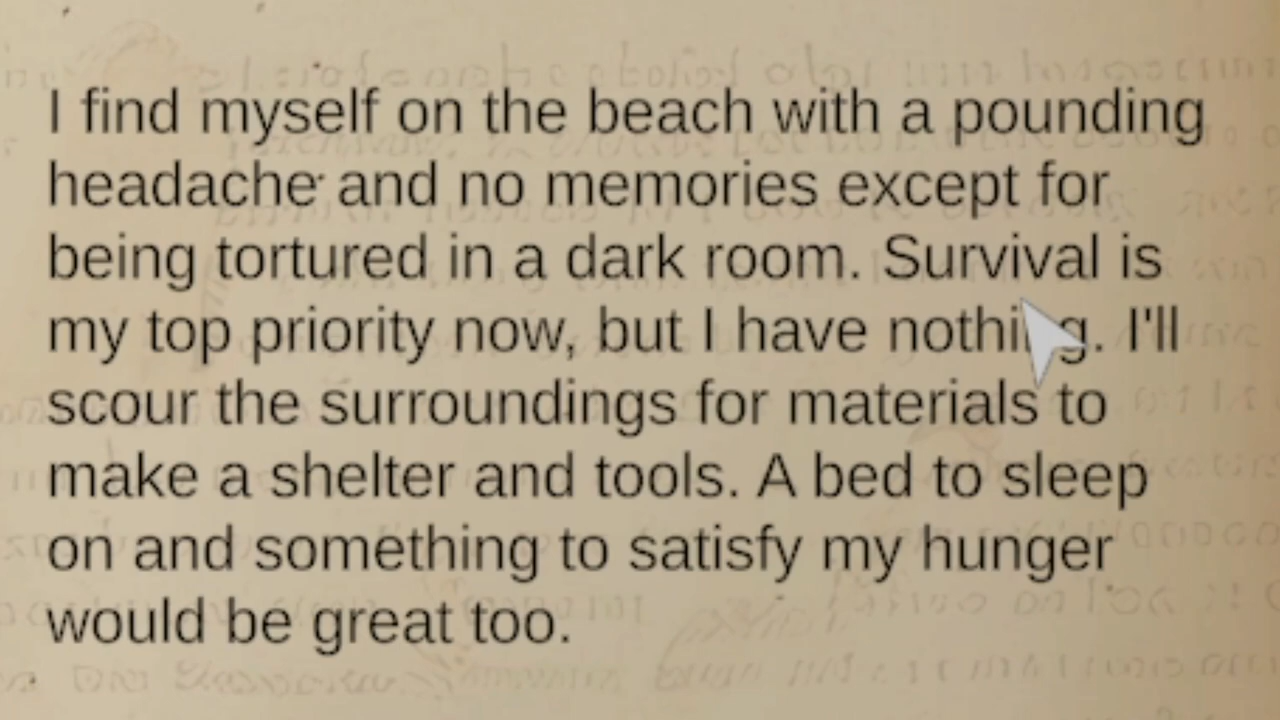 I find myself on the beach with a pounding
headache and no memories except for
being tortured in a dark room. Survival is
my top priority now, but I have nothing. I'll
scour the surroundings for materials to
make a shelter and tools. A bed to sleep
on and something to satisfy my hunger
would be great too.